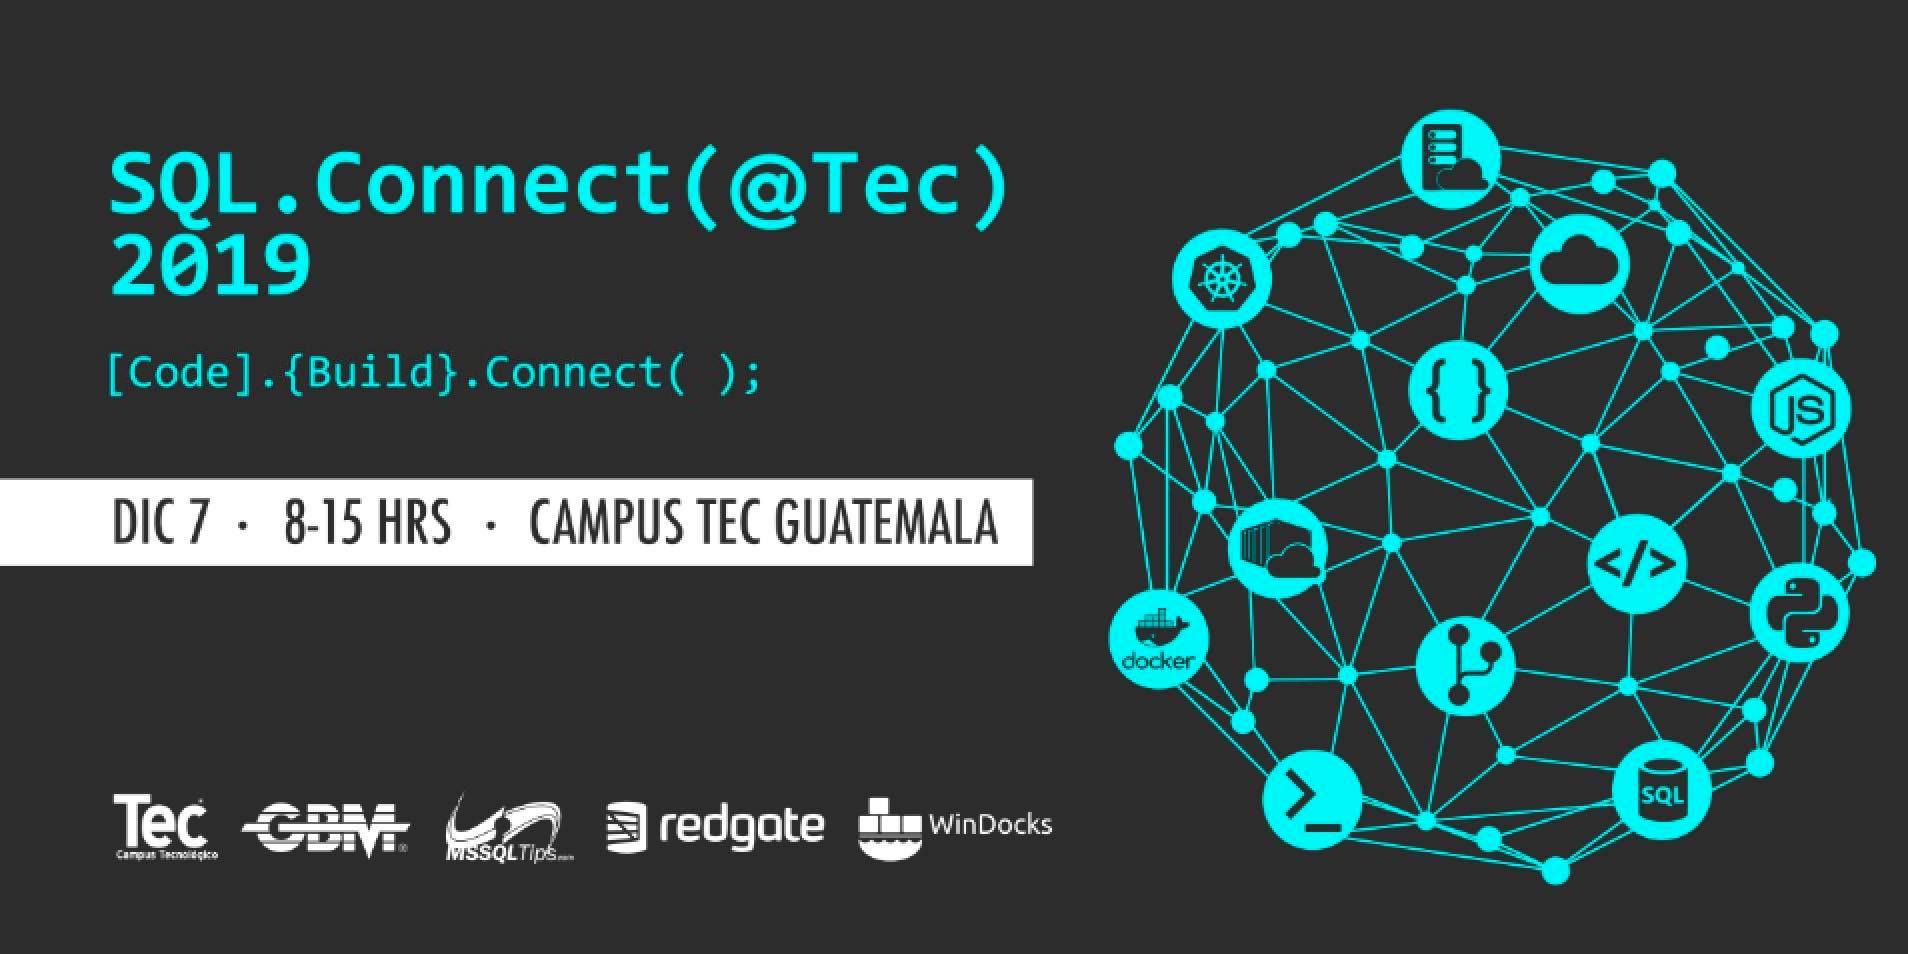 SQL.Connect(@Tec)
2019
[Code].{Build}.Connect( );
DIC 7 · 8-15 HRS · CAMPUS TEC GUATEMALA
JS
</>
docker
SQL
Tec
Campus Tecnológico
GBM®
MSSQLTips.com
redgate
WinDocks